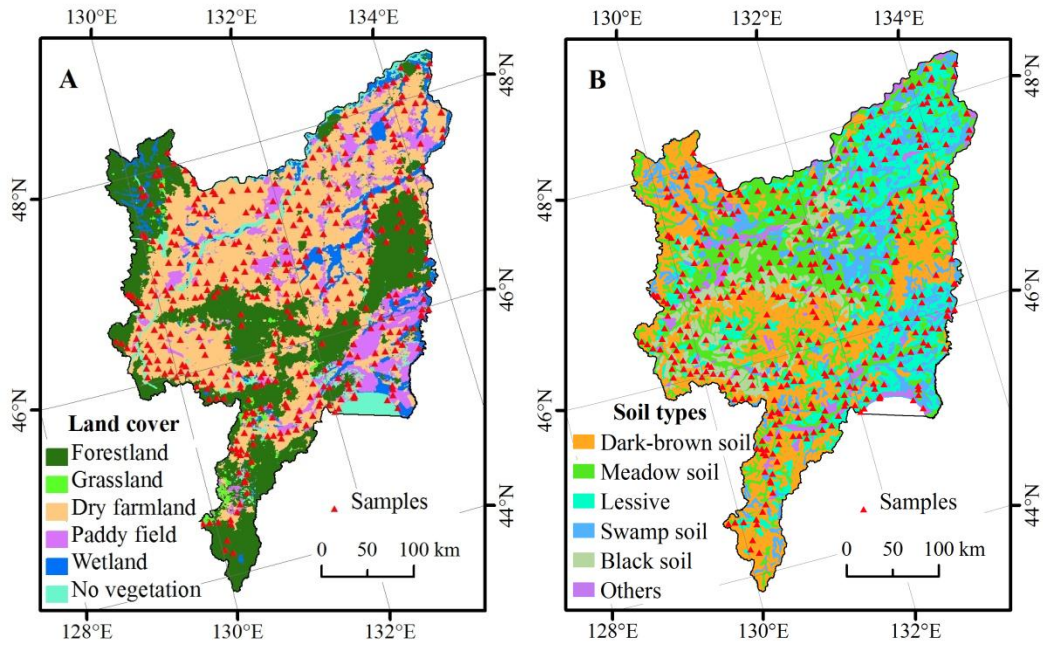 130°E 132°E 134°E
A
48°N
48°N
46°N
46°N
44°N
Land cover
Forestland
Grassland
Dry farmland
Paddy field
Wetland
No vegetation
Samples
0 50 100 km
128°E 130°E 132°E
130°E 132°E 134°E
B
48°N
48°N
46°N
46°N
44°N
Soil types
Dark-brown soil
Meadow soil
Lessive
Swamp soil
Black soil
Others
Samples
0 50 100 km
128°E 130°E 132°E